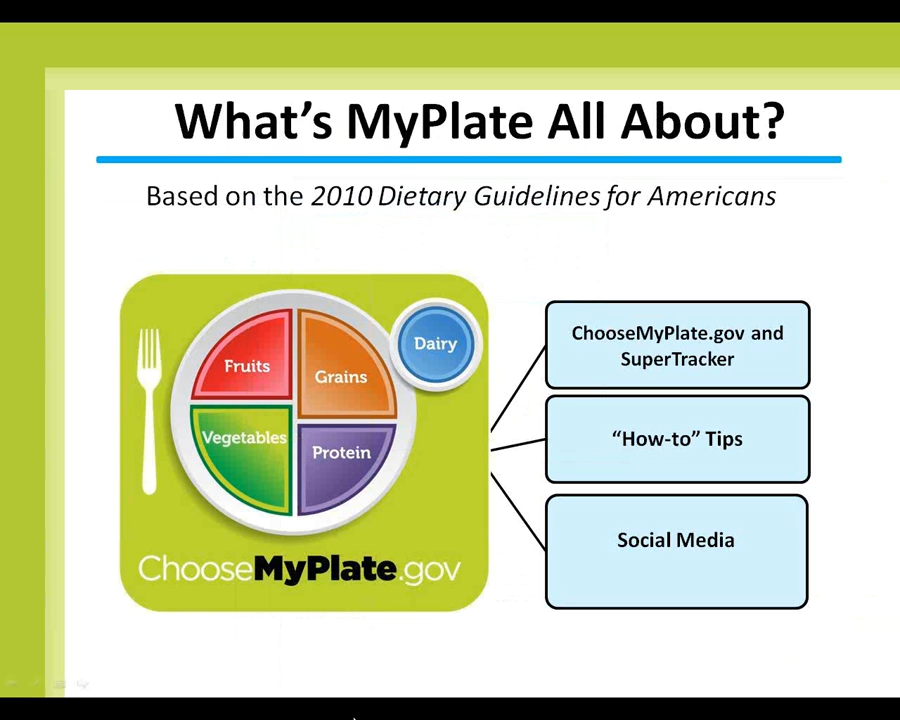 What’s MyPlate All About?
Based on the 2010 Dietary Guidelines for Americans
Fruits
Grains
Dairy
Vegetables
Protein
ChooseMyPlate.gov
ChooseMyPlate.gov and
SuperTracker
“How-to” Tips
Social Media